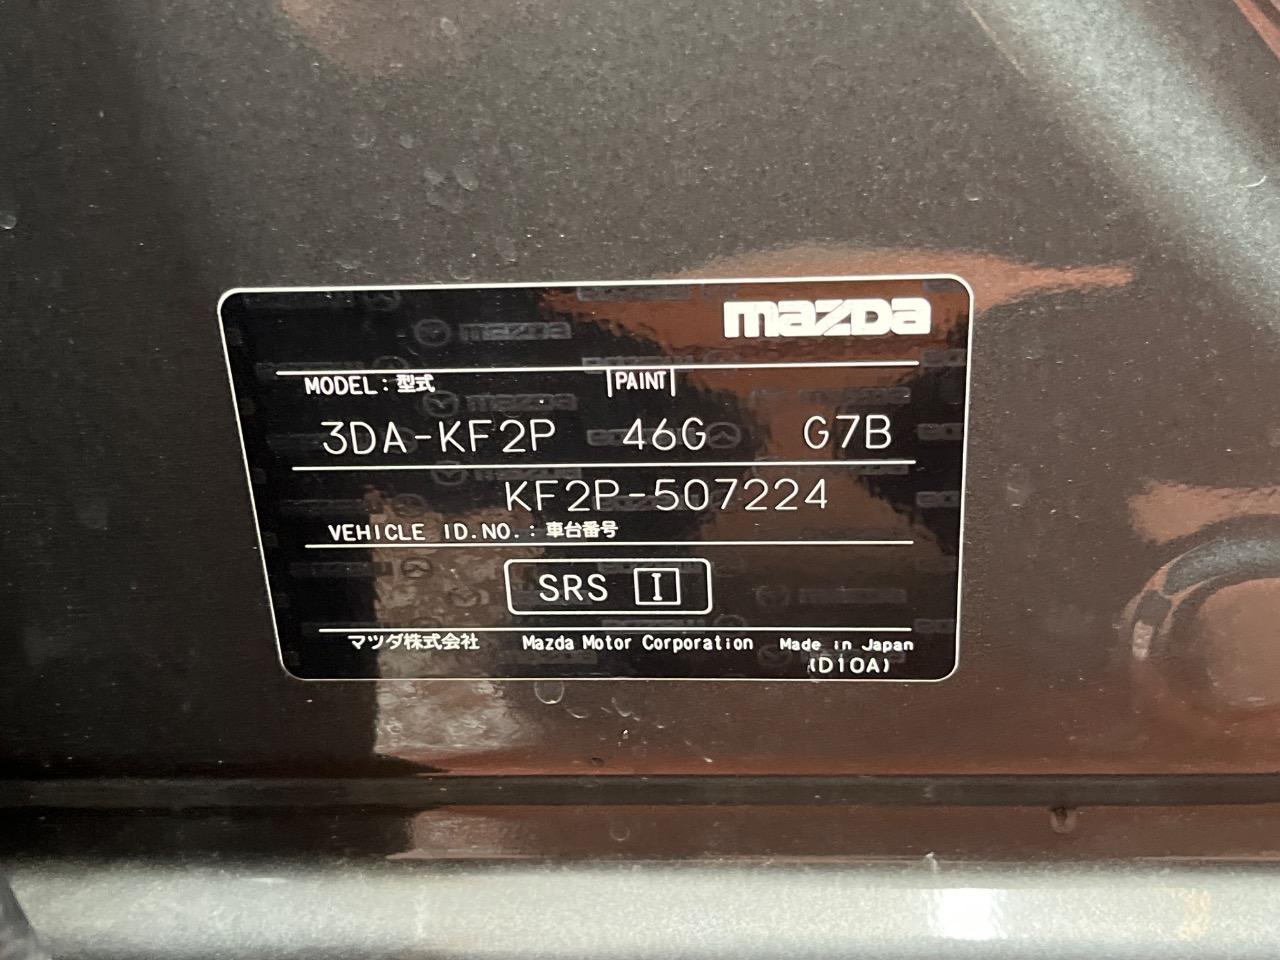 mazda
MODEL：型式 PAINT
3DA-KF2P 46G G7B
KF2P-507224
VEHICLE ID.NO.：車台番号
SRS I
マツダ株式会社 Mazda Motor Corporation Made in Japan
(D10A)